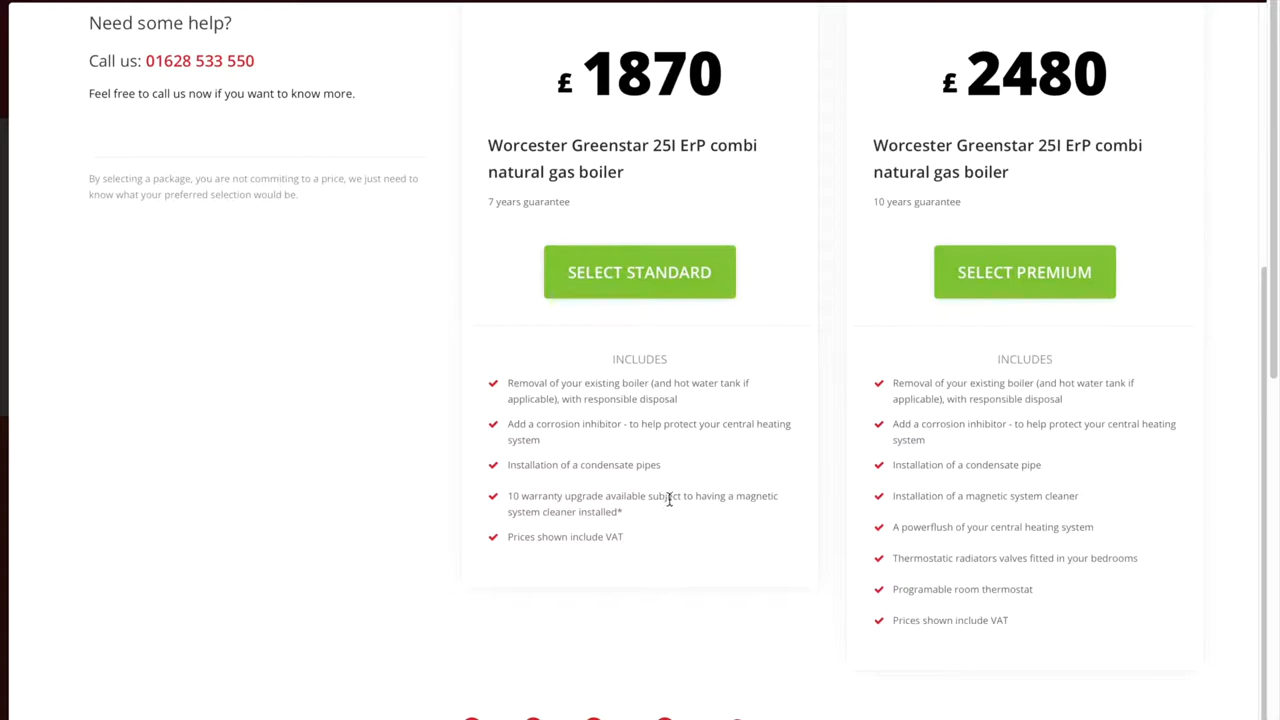 Need some help?
Call us: 01628 533 550
Feel free to call us now if you want to know more.
By selecting a package, you are not commiting to a price, we just need to
know what your preferred selection would be.
£ 1870
Worcester Greenstar 25I ErP combi
natural gas boiler
7 years guarantee
SELECT STANDARD
INCLUDES
Removal of your existing boiler (and hot water tank if
applicable), with responsible disposal
Add a corrosion inhibitor - to help protect your central heating
system
Installation of a condensate pipes
10 warranty upgrade available subject to having a magnetic
system cleaner installed*
Prices shown include VAT
£ 2480
Worcester Greenstar 25I ErP combi
natural gas boiler
10 years guarantee
SELECT PREMIUM
INCLUDES
Removal of your existing boiler (and hot water tank if
applicable), with responsible disposal
Add a corrosion inhibitor - to help protect your central heating
system
Installation of a condensate pipe
Installation of a magnetic system cleaner
A powerflush of your central heating system
Thermostatic radiators valves fitted in your bedrooms
Programable room thermostat
Prices shown include VAT